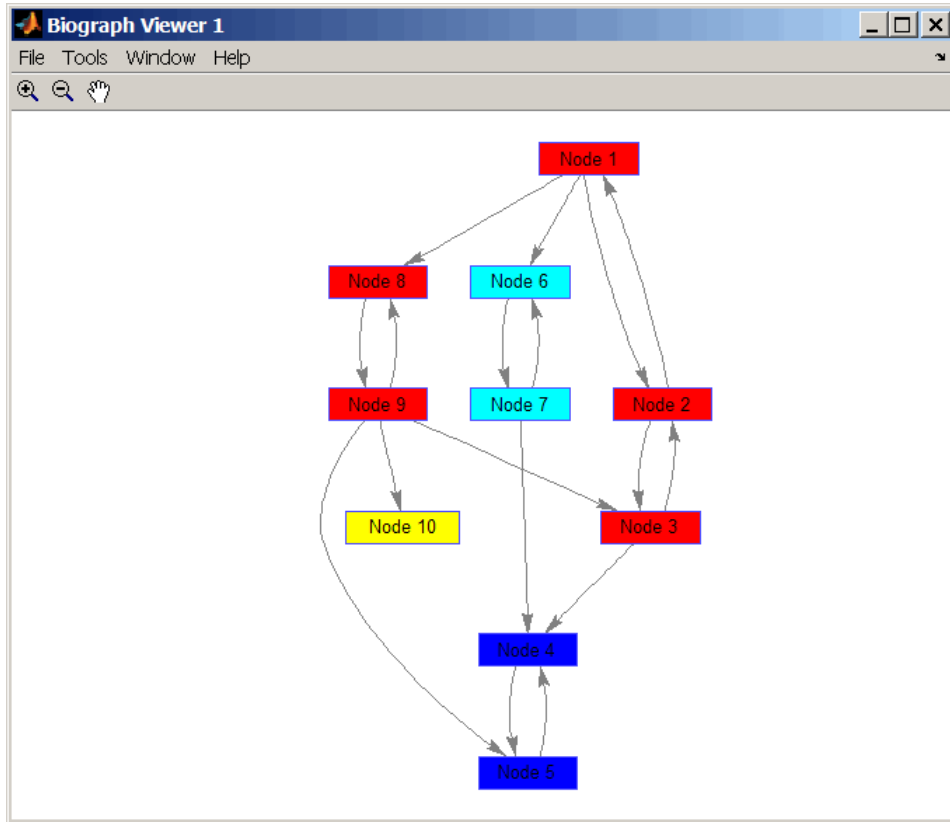 Biograph Viewer 1
File Tools Window Help
Node 1
Node 8
Node 6
Node 9
Node 7
Node 2
Node 10
Node 3
Node 4
Node 5